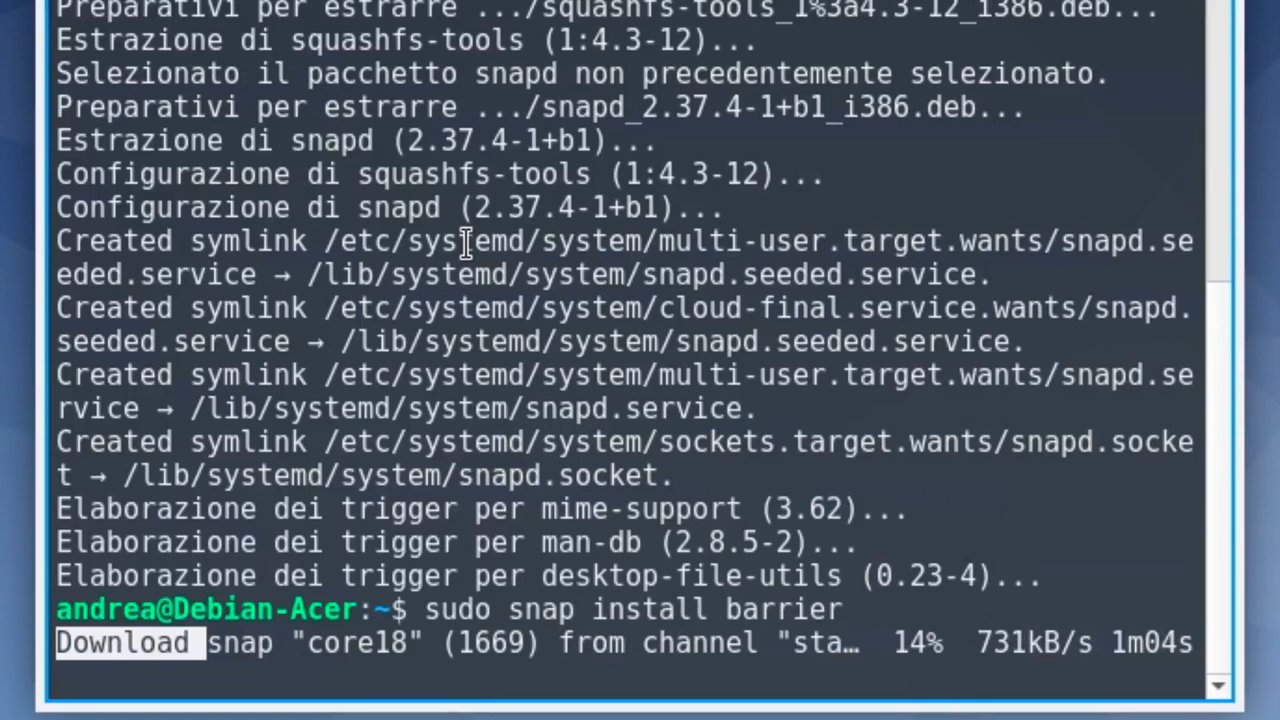 Preparativi per estrarre .../squashfs-tools_1%3a4.3-12_i386.deb...
Estrazione di squashfs-tools (1:4.3-12)...
Selezionato il pacchetto snapd non precedentemente selezionato.
Preparativi per estrarre .../snapd_2.37.4-1+b1_i386.deb...
Estrazione di snapd (2.37.4-1+b1)...
Configurazione di squashfs-tools (1:4.3-12)...
Configurazione di snapd (2.37.4-1+b1)...
Created symlink /etc/systemd/system/multi-user.target.wants/snapd.se
eded.service → /lib/systemd/system/snapd.seeded.service.
Created symlink /etc/systemd/system/cloud-final.service.wants/snapd.
seeded.service → /lib/systemd/system/snapd.seeded.service.
Created symlink /etc/systemd/system/multi-user.target.wants/snapd.se
rvice → /lib/systemd/system/snapd.service.
Created symlink /etc/systemd/system/sockets.target.wants/snapd.socke
t → /lib/systemd/system/snapd.socket.
Elaborazione dei trigger per mime-support (3.62)...
Elaborazione dei trigger per man-db (2.8.5-2)...
Elaborazione dei trigger per desktop-file-utils (0.23-4)...
andrea@Debian-Acer:~$ sudo snap install barrier
Download snap "core18" (1669) from channel "sta… 14% 731kB/s 1m04s